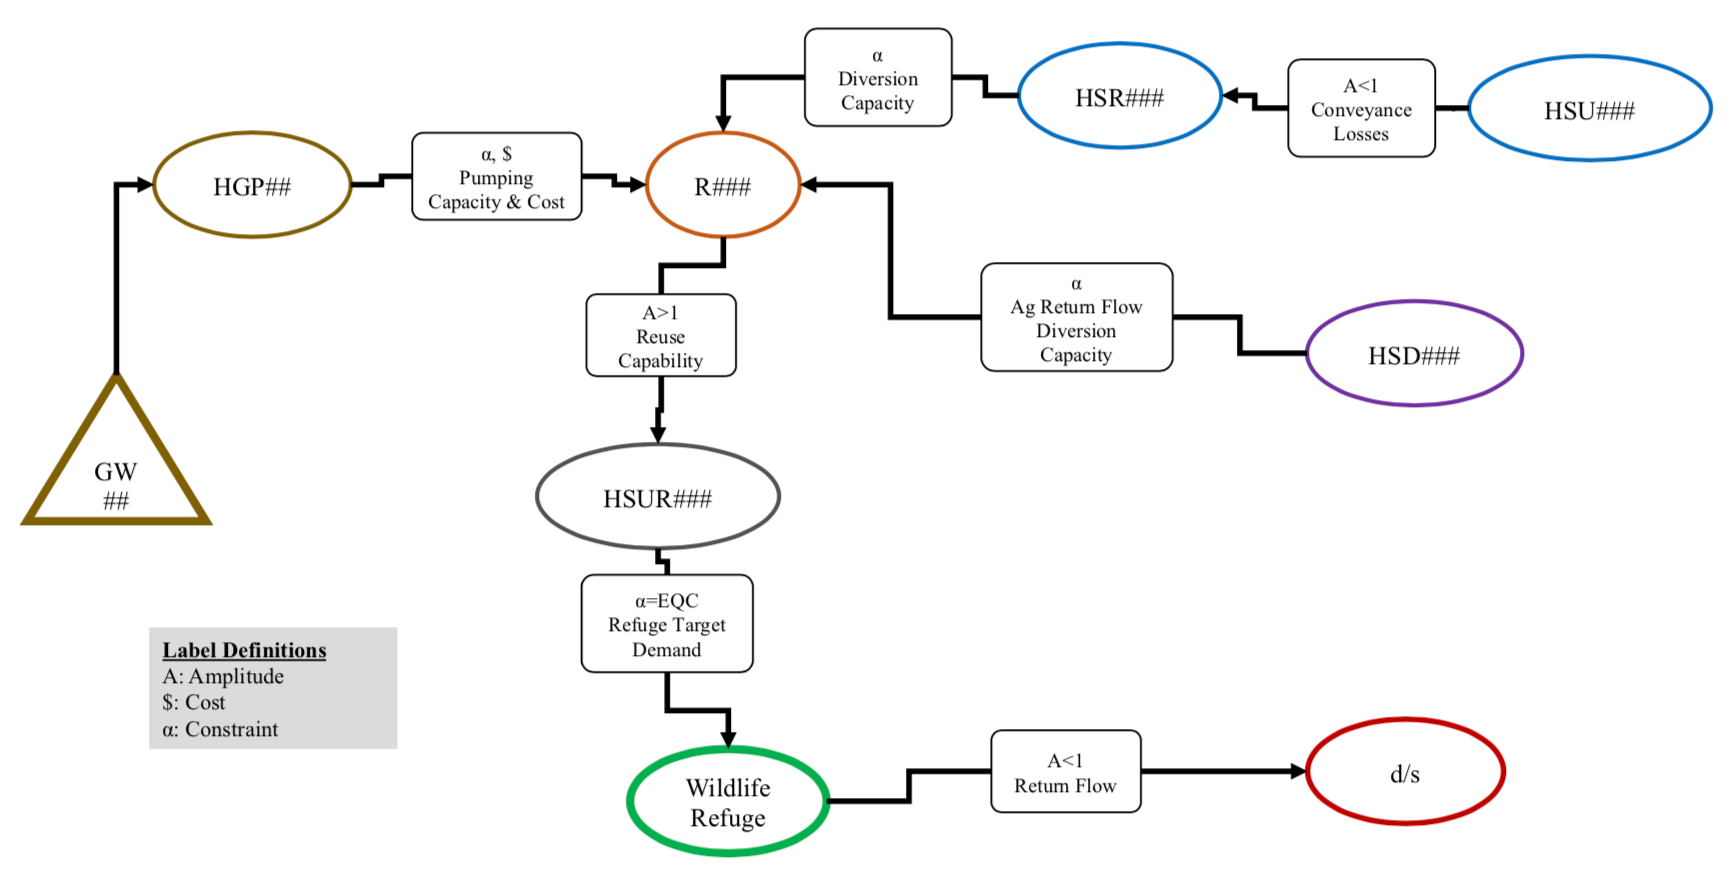 α
Diversion
Capacity
HSR###
A<1
Conveyance
Losses
HSU###
HGP##
α, $
Pumping
Capacity & Cost
R###
α
Ag Return Flow
Diversion
Capacity
HSD###
A>1
Reuse
Capability
GW
##
HSUR###
α=EQC
Refuge Target
Demand
Label Definitions
A: Amplitude
$: Cost
α: Constraint
Wildlife
Refuge
A<1
Return Flow
d/s